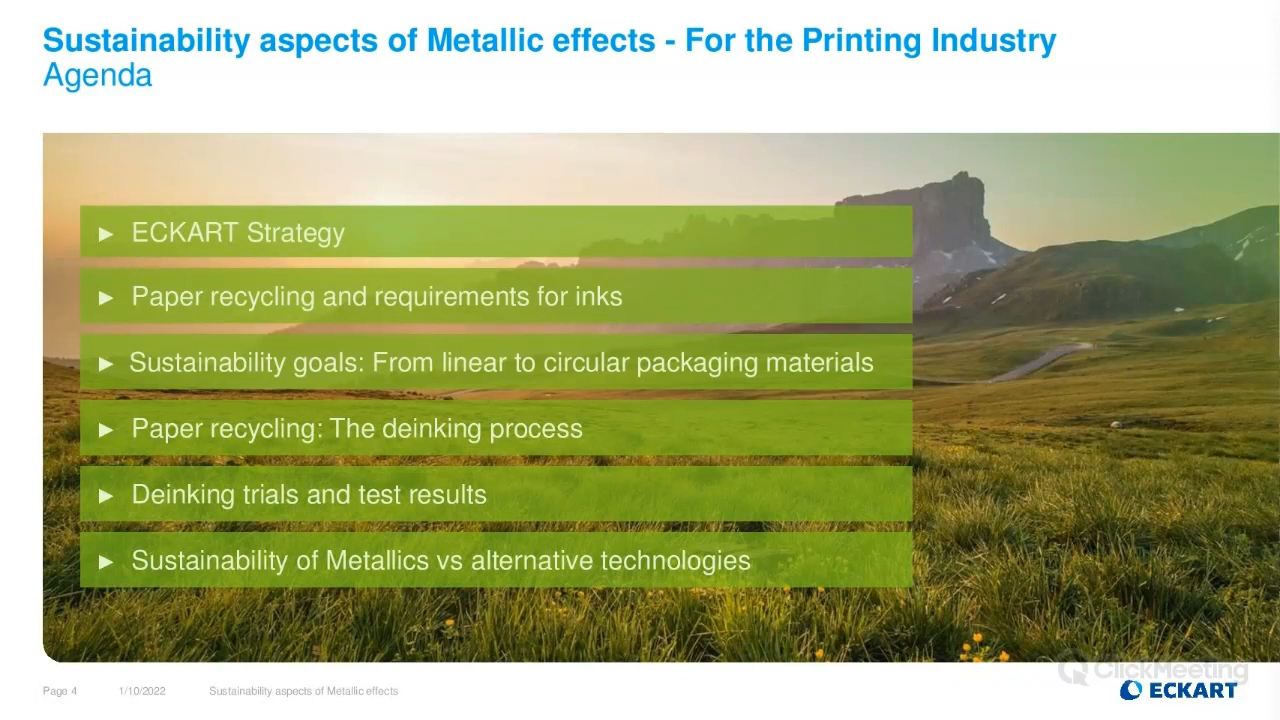 Sustainability aspects of Metallic effects - For the Printing Industry
Agenda
► ECKART Strategy
► Paper recycling and requirements for inks
► Sustainability goals: From linear to circular packaging materials
► Paper recycling: The deinking process
► Deinking trials and test results
► Sustainability of Metallics vs alternative technologies
ClickMeeting
Page 4 1/10/2022 Sustainability aspects of Metallic effects
ECKART